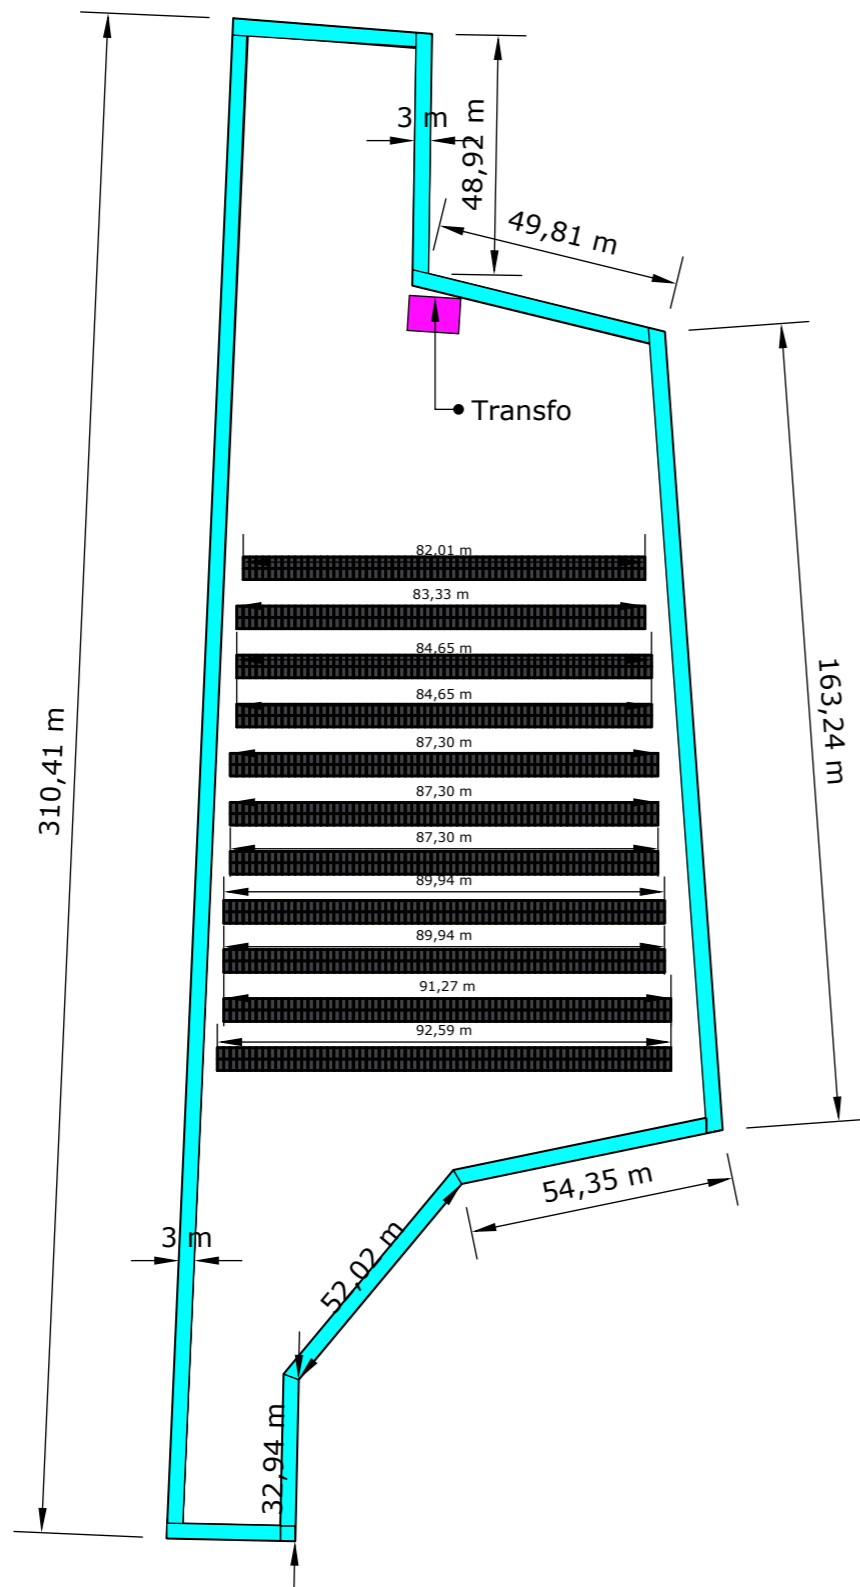 3 m
48,92 m
49,81 m
Transfo
82,01 m
83,33 m
84,65 m
84,65 m
87,30 m
87,30 m
87,30 m
89,94 m
89,94 m
91,27 m
92,59 m
310,41 m
163,24 m
54,35 m
3 m
52,02 m
32,94 m